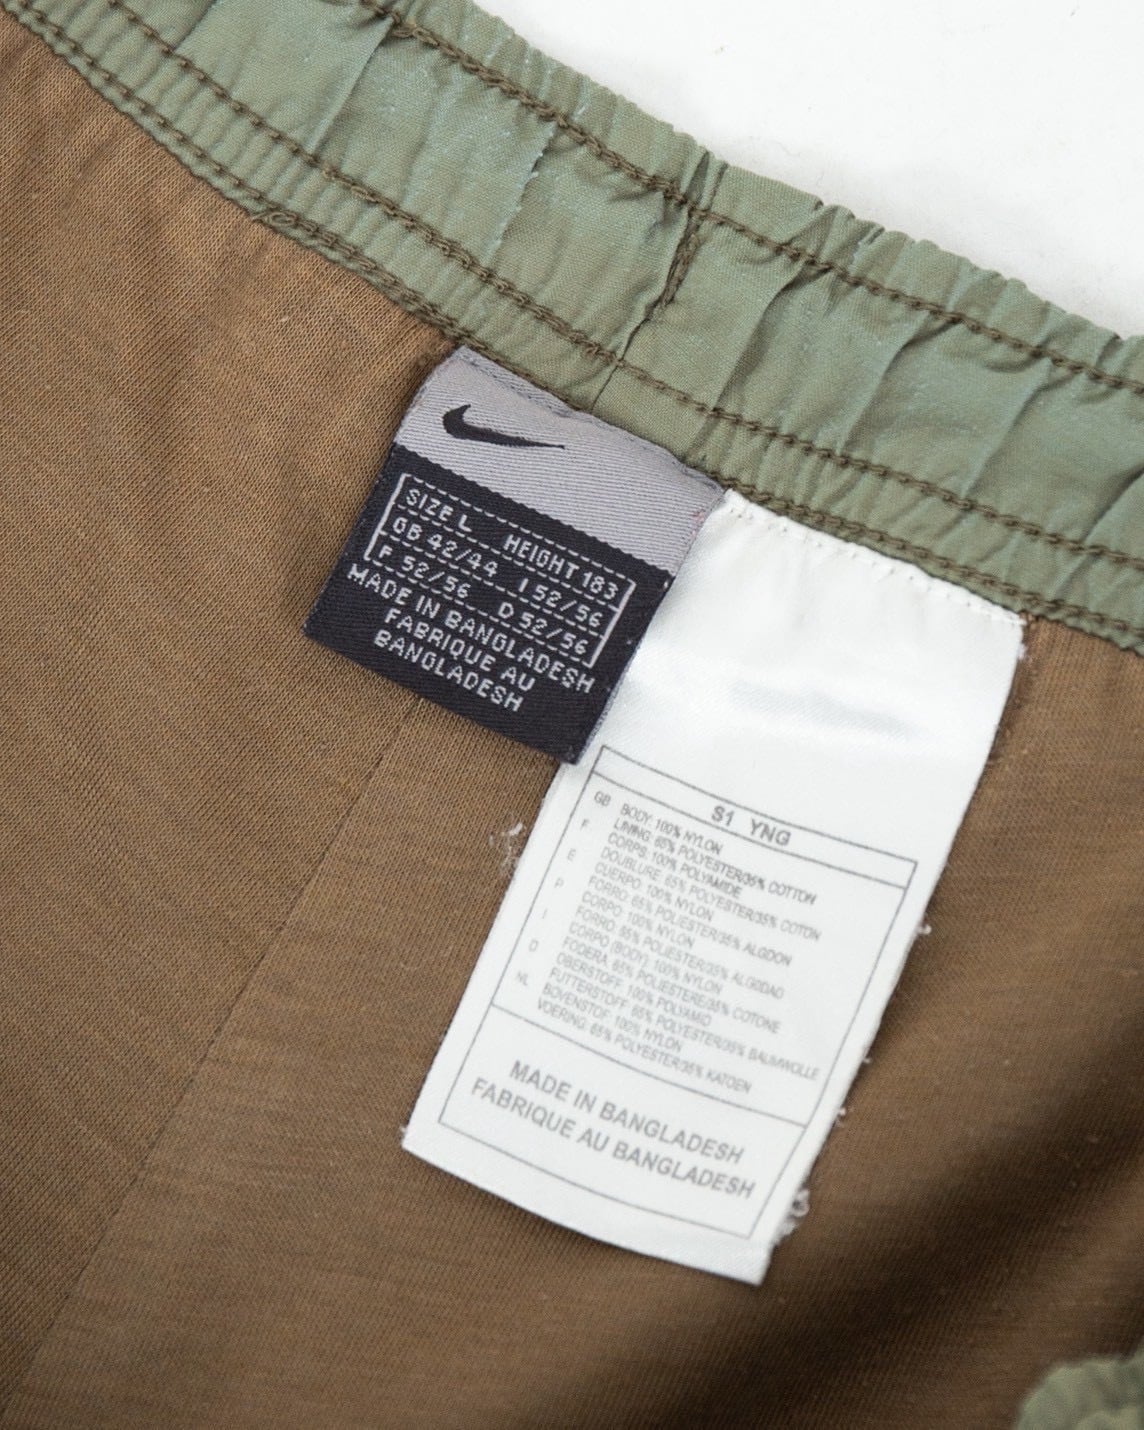 SIZE L HEIGHT 183
GB 42/44 I 52/56
F 52/56 D 52/56
MADE IN BANGLADESH
FABRIQUE AU
BANGLADESH
S1 YNG
GB BODY: 100% NYLON
LINING: 65% POLYESTER/35% COTTON
F CORPS: 100% POLYAMIDE
DOUBLURE: 65% POLYESTER/35% COTON
E CUERPO: 100% NYLON
FORRO: 65% POLIESTER/35% ALGDON
P CORPO: 100% NYLON
FORRO: 65% POLIESTER/35% ALGODAO
I CORPO (BODY): 100% NYLON
FODERA: 65% POLIESTERE/35% COTONE
D OBERSTOFF: 100% POLYAMID
FUTTERSTOFF: 65% POLYESTER/35% BAUMWOLLE
NL BOVENSTOF: 100% NYLON
VOERING: 65% POLYESTER/35% KATOEN
MADE IN BANGLADESH
FABRIQUE AU BANGLADESH